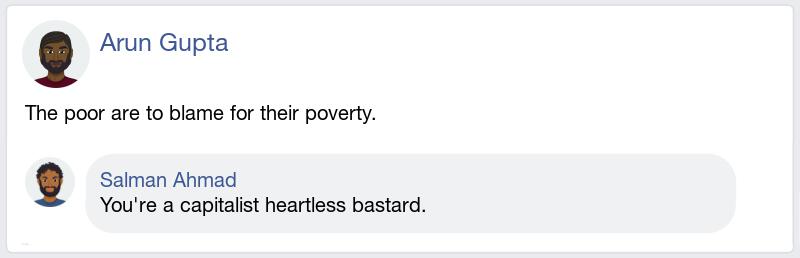 Arun Gupta
The poor are to blame for their poverty.
Salman Ahmad
You're a capitalist heartless bastard.